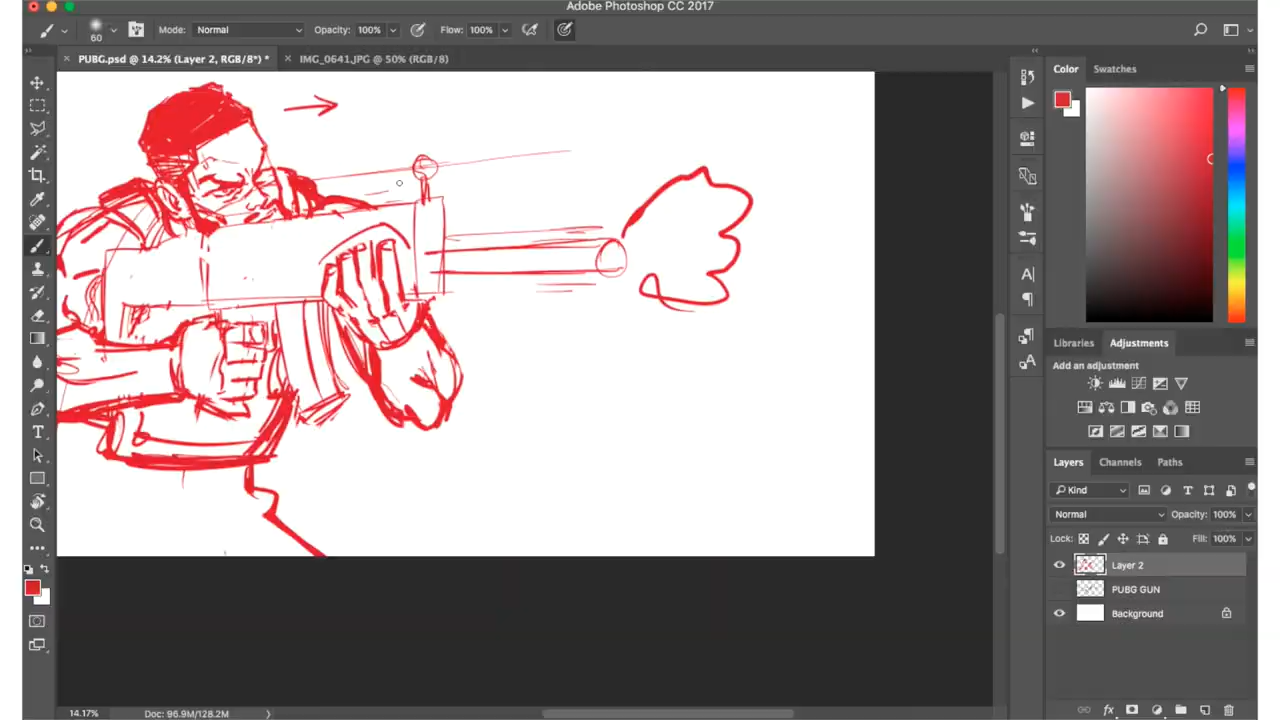 Adobe Photoshop CC 2017
60 Mode: Normal Opacity: 100% Flow: 100%
× PUBG.psd @ 14.2% (Layer 2, RGB/8*) * × IMG_0641.JPG @ 50% (RGB/8)
Color Swatches
Libraries Adjustments
Add an adjustment
Layers Channels Paths
Kind
Normal Opacity: 100%
Lock: Fill: 100%
Layer 2
PUBG GUN
Background
14.17% Doc: 96.9M/128.2M